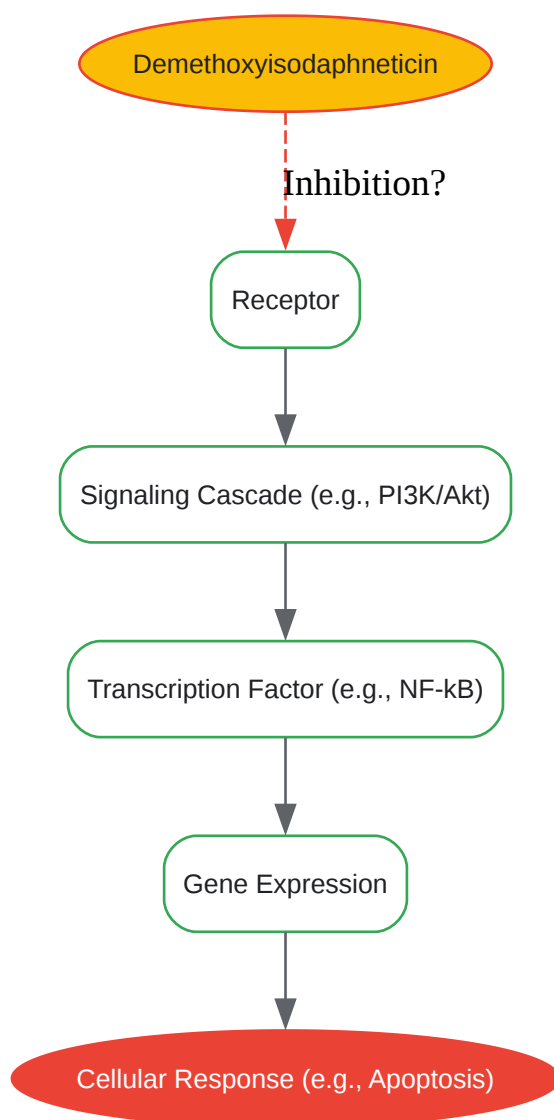 Demethoxyisodaphneticin
Inhibition?
Receptor
Signaling Cascade (e.g., PI3K/Akt)
Transcription Factor (e.g., NF-kB)
Gene Expression
Cellular Response (e.g., Apoptosis)